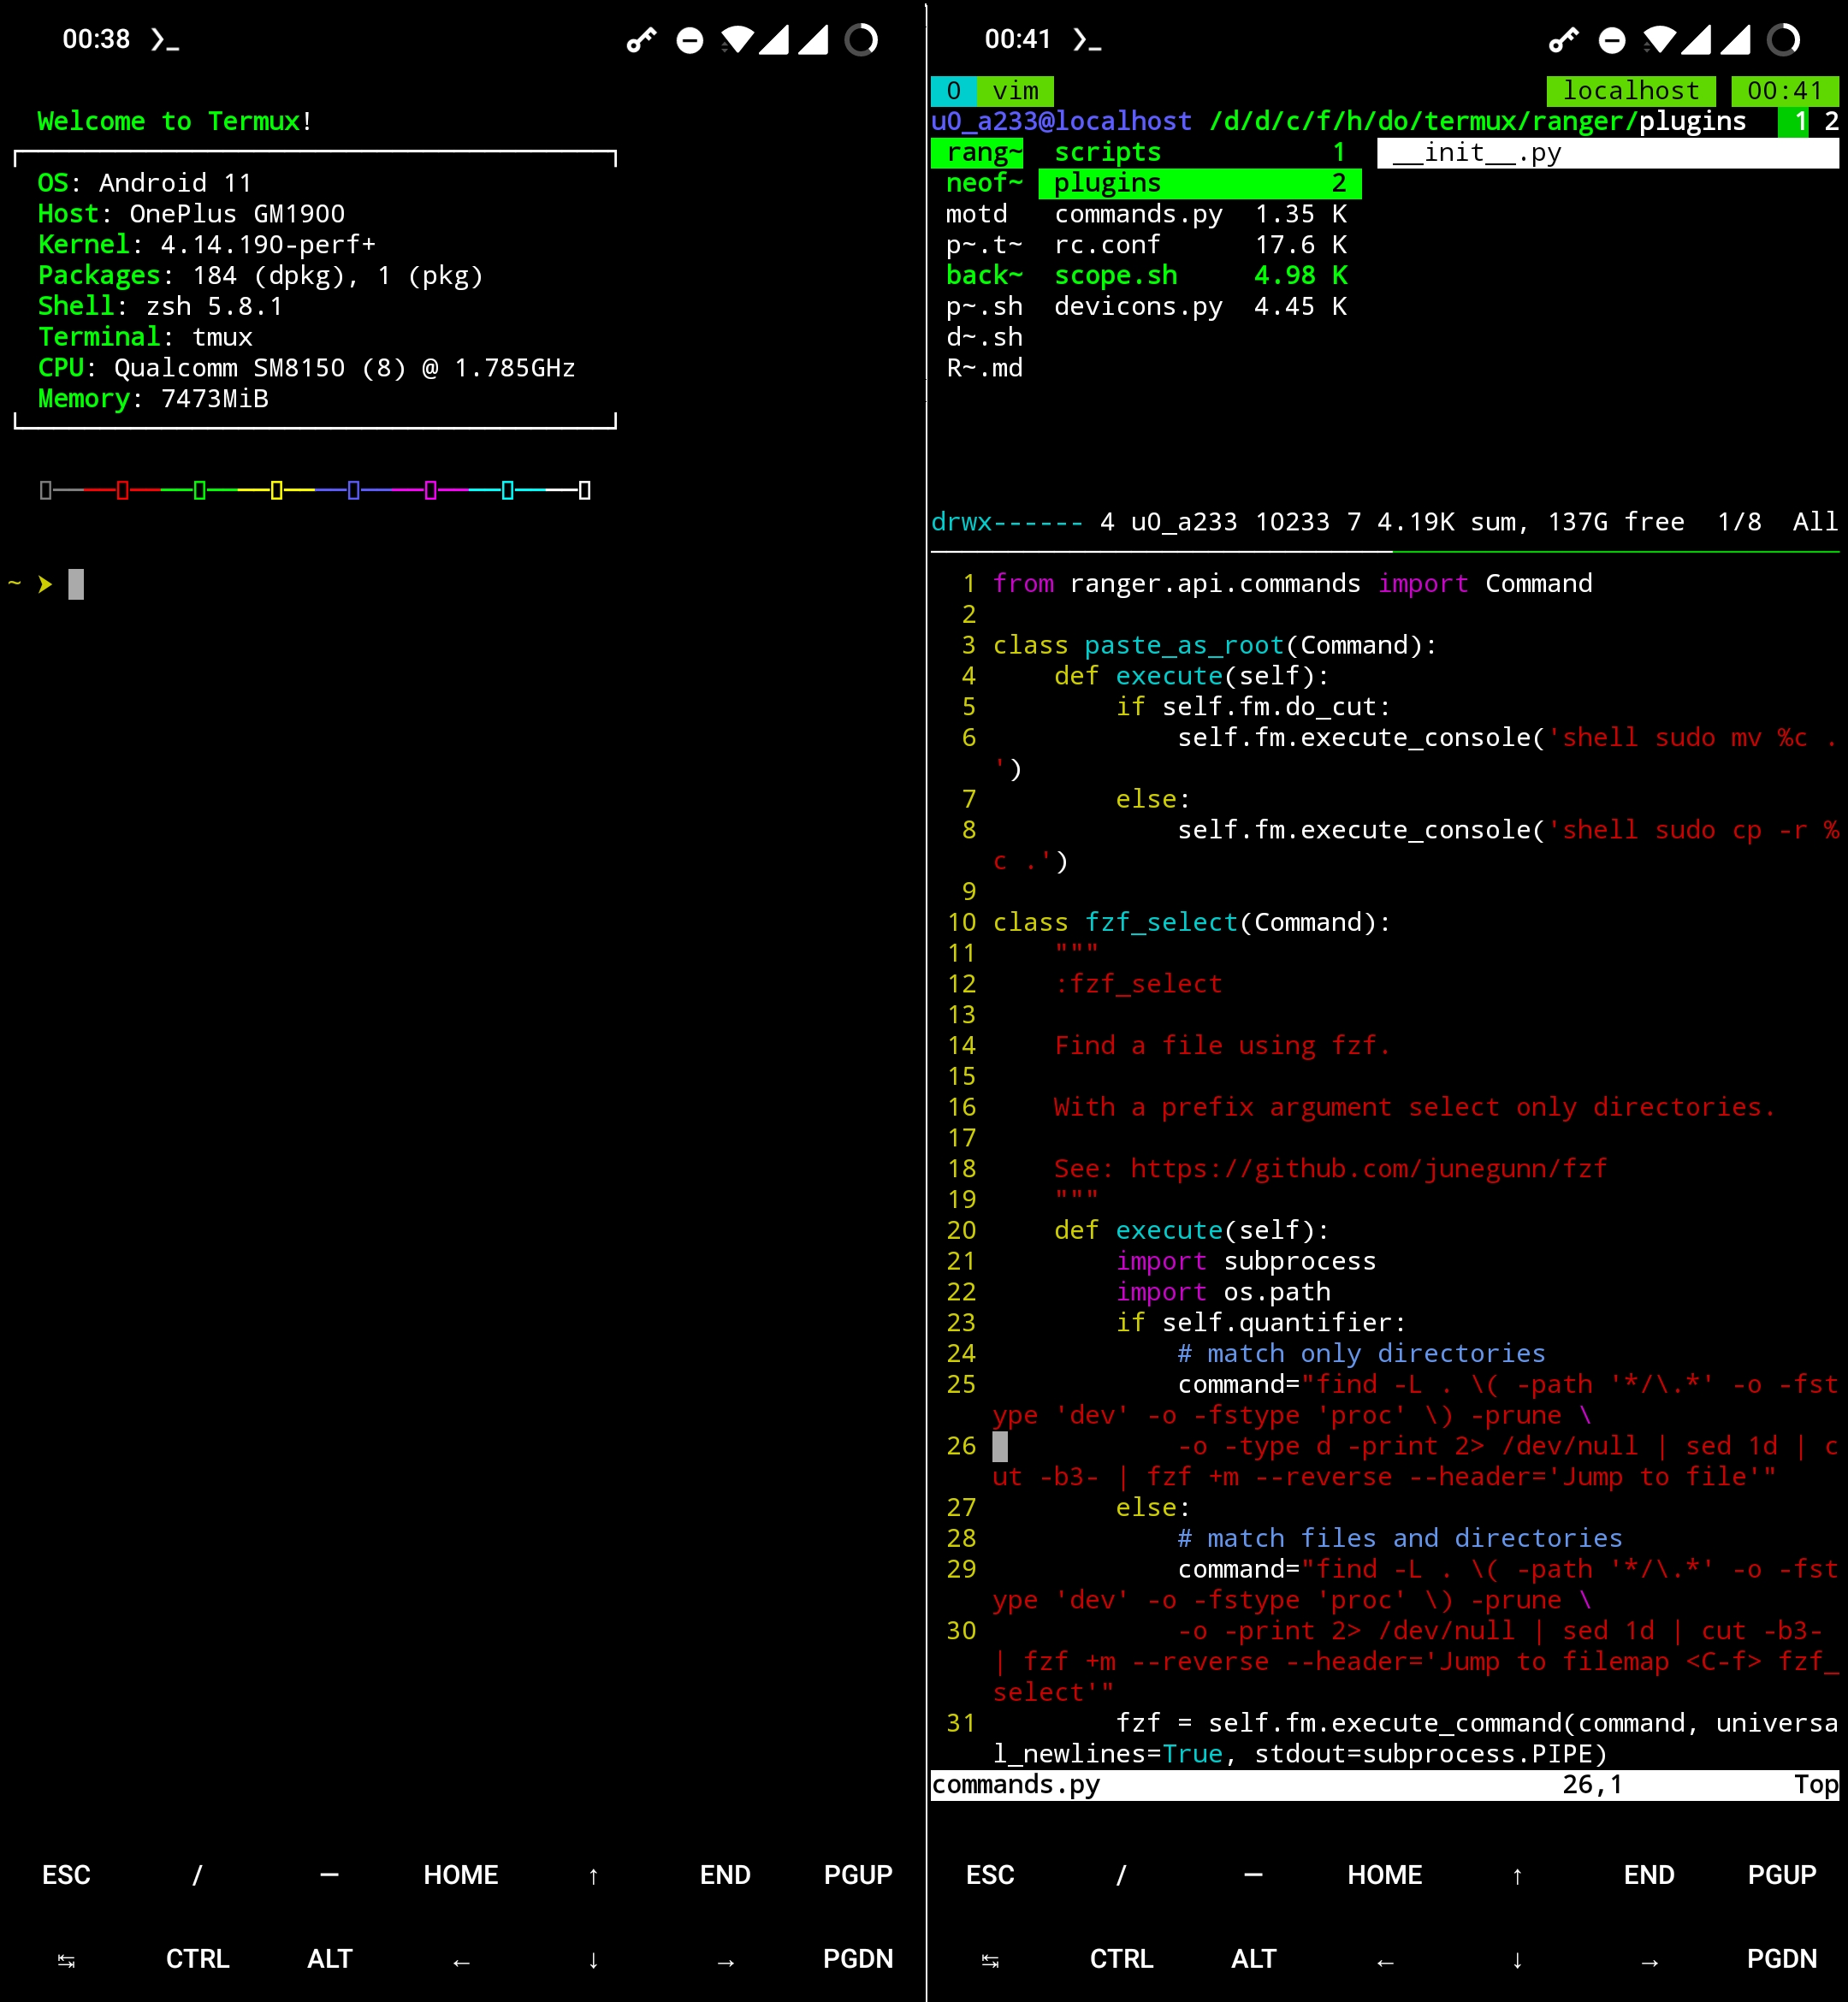 00:38
Welcome to Termux!
OS: Android 11
Host: OnePlus GM1900
Kernel: 4.14.190-perf+
Packages: 184 (dpkg), 1 (pkg)
Shell: zsh 5.8.1
Terminal: tmux
CPU: Qualcomm SM8150 (8) @ 1.785GHz
Memory: 7473MiB
~ ➤
ESC / — HOME ↑ END PGUP
↹ CTRL ALT ← ↓ → PGDN
00:41
0 vim localhost 00:41
u0_a233@localhost /d/d/c/f/h/do/termux/ranger/plugins 1 2
rang~ scripts 1 __init__.py
neof~ plugins 2
motd commands.py 1.35 K
p~.t~ rc.conf 17.6 K
back~ scope.sh 4.98 K
p~.sh devicons.py 4.45 K
d~.sh
R~.md
drwx------ 4 u0_a233 10233 7 4.19K sum, 137G free 1/8 All
1 from ranger.api.commands import Command
2
3 class paste_as_root(Command):
4     def execute(self):
5         if self.fm.do_cut:
6             self.fm.execute_console('shell sudo mv %c .
')
7         else:
8             self.fm.execute_console('shell sudo cp -r %
c .')
9
10 class fzf_select(Command):
11     """
12     :fzf_select
13
14     Find a file using fzf.
15
16     With a prefix argument select only directories.
17
18     See: https://github.com/junegunn/fzf
19     """
20     def execute(self):
21         import subprocess
22         import os.path
23         if self.quantifier:
24             # match only directories
25             command="find -L . \( -path '*/\.*' -o -fst
ype 'dev' -o -fstype 'proc' \) -prune \
26             -o -type d -print 2> /dev/null | sed 1d | c
ut -b3- | fzf +m --reverse --header='Jump to file'"
27         else:
28             # match files and directories
29             command="find -L . \( -path '*/\.*' -o -fst
ype 'dev' -o -fstype 'proc' \) -prune \
30             -o -print 2> /dev/null | sed 1d | cut -b3-
| fzf +m --reverse --header='Jump to filemap <C-f> fzf_
select'"
31         fzf = self.fm.execute_command(command, universa
l_newlines=True, stdout=subprocess.PIPE)
commands.py 26,1 Top
ESC / — HOME ↑ END PGUP
↹ CTRL ALT ← ↓ → PGDN